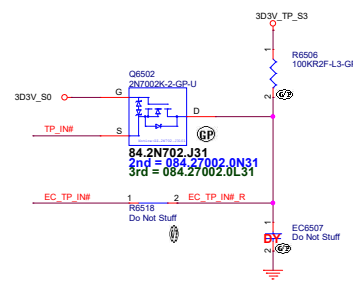 3D3V_TP_S3
1
R6506
100KR2F-L3-GP
2
G/P
Q6502
2N7002K-2-GP-U
3D3V_S0
G
D
TP_IN#
S
GP
84.2N702.J31
2nd = 084.27002.0N31
3rd = 084.27002.0L31
EC_TP_IN#
1
2
EC_TP_IN#_R
R6518
Do Not Stuff
1
EC6507
DY
Do Not Stuff
G/P
2